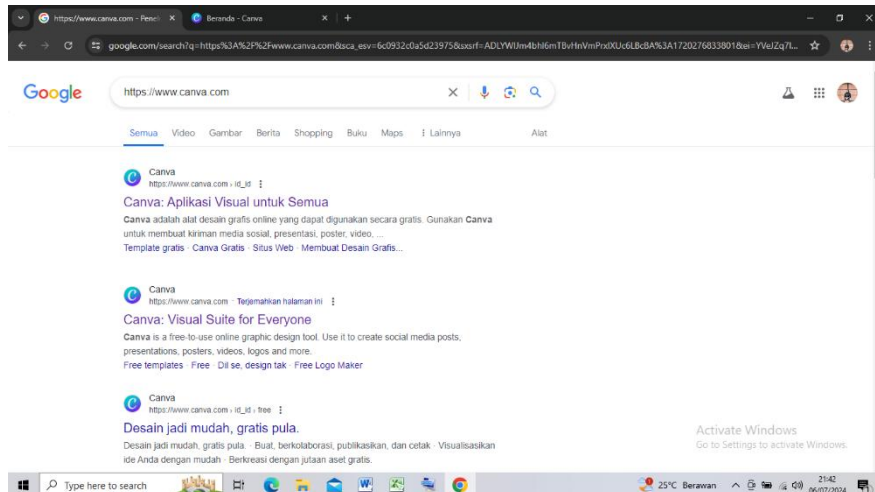 https://www.canva.com - Penel
Beranda - Canva
google.com/search?q=https%3A%2F%2Fwww.canva.com&sca_esv=6c0932c0a5d23975&sxsrf=
Google
https://www.canva.com
Semua Video Gambar Berita Shopping Buku Maps Lainnya Alat
Canva
https://www.canva.com › id_id
Canva: Aplikasi Visual untuk Semua
Canva adalah alat desain grafis online yang dapat digunakan secara gratis. Gunakan Canva
untuk membuat kiriman media sosial, presentasi, poster, video, ...
Template gratis · Canva Gratis · Situs Web · Membuat Desain Grafis...
Canva
https://www.canva.com · Terjemahkan halaman ini
Canva: Visual Suite for Everyone
Canva is a free-to-use online graphic design tool. Use it to create social media posts,
presentations, posters, videos, logos and more.
Free templates · Free · Dil se, design tak · Free Logo Maker
Canva
https://www.canva.com › id_id › free
Desain jadi mudah, gratis pula.
Desain jadi mudah, gratis pula. · Buat, berkolaborasi, publikasikan, dan cetak · Visualisasikan
ide Anda dengan mudah · Berkreasi dengan jutaan aset gratis.
Activate Windows
Go to Settings to activate Windows.
Type here to search
25°C Berawan
21:42
06/07/2024